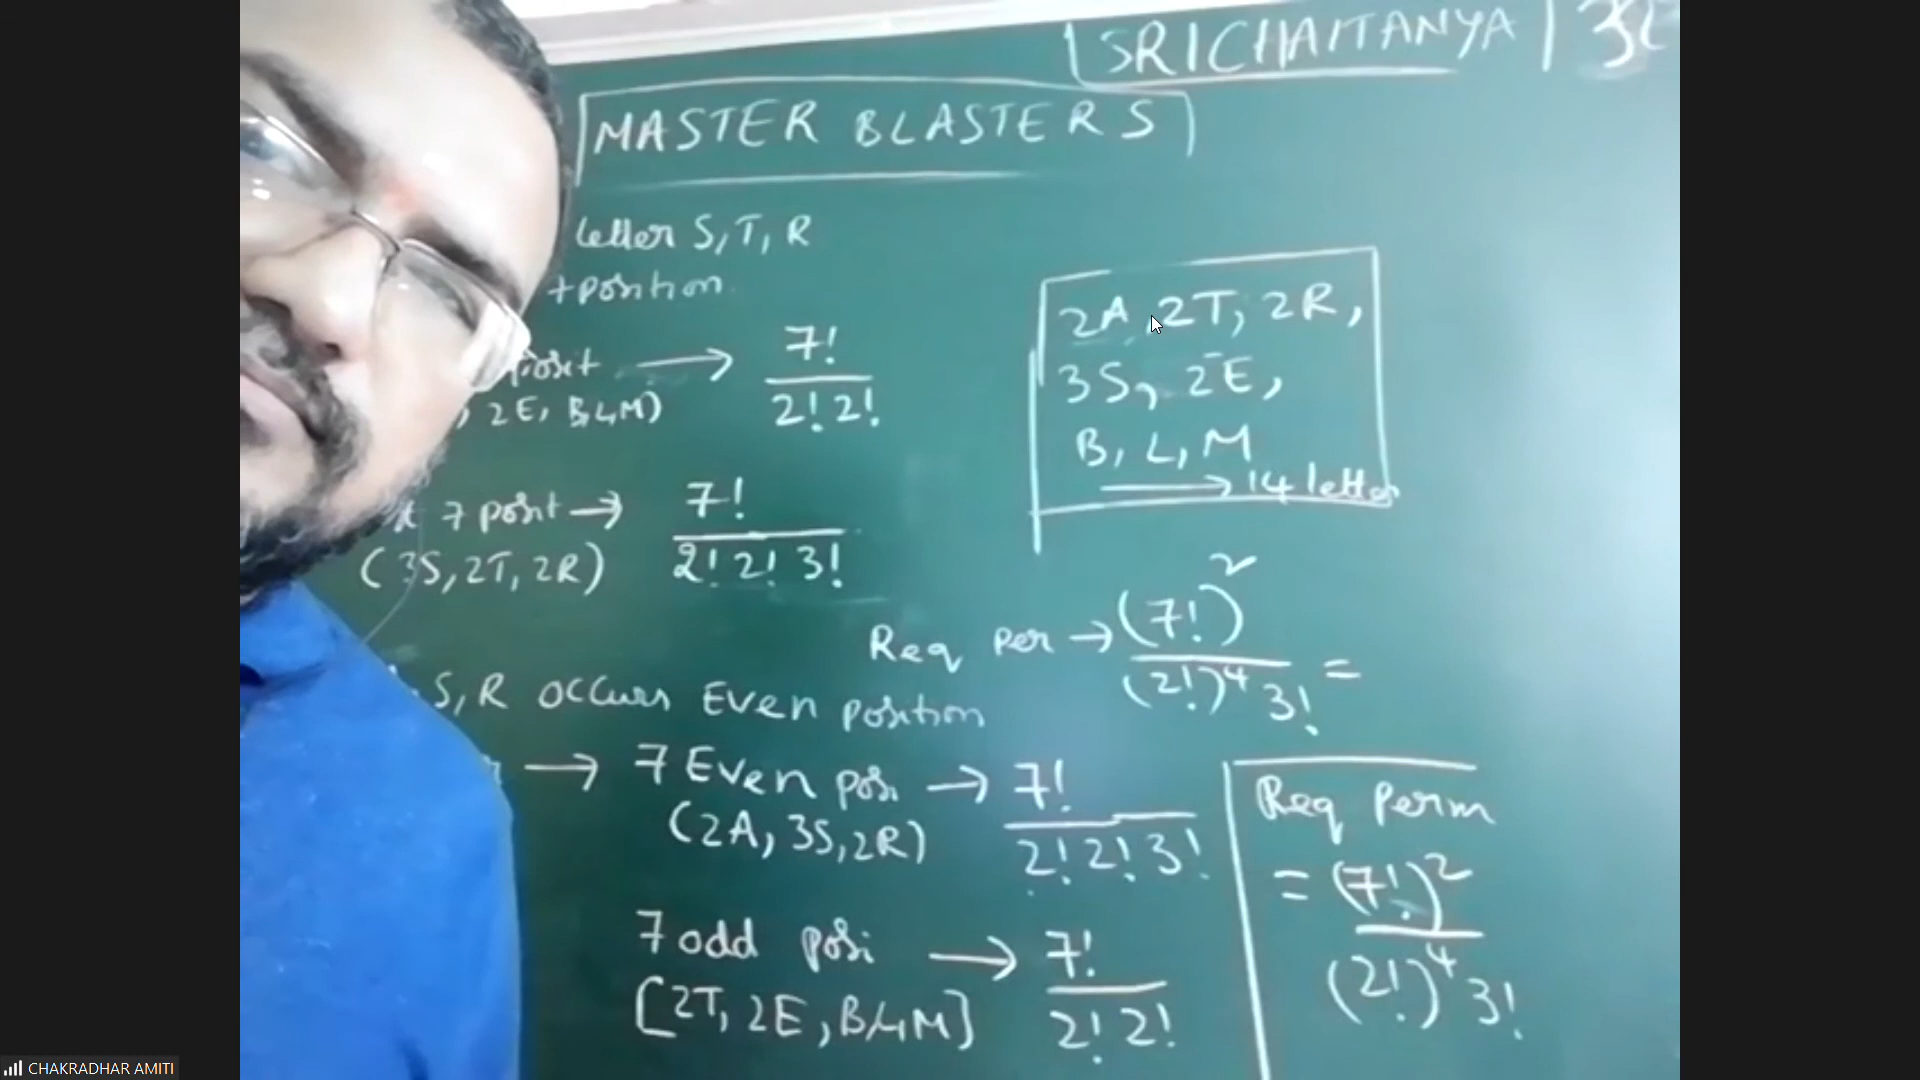 SRICHAITANYA
MASTER BLASTERS
letter S, T, R
position
posit → 7! / 2! 2!
, 2E, B, L, M)
7 posit → 7! / 2! 2! 3!
(3S, 2T, 2R)
2A, 2T, 2R,
3S, 2E,
B, L, M
→ 14 letter
Req Per → (7!)² / (2!)⁴ 3! =
S, R occurs Even position
→ 7 Even posi → 7! / 2! 2! 3!
(2A, 3S, 2R)
7 odd posi → 7! / 2! 2!
[2T, 2E, B, L, M]
Req Perm
= (7!)² / (2!)⁴ 3!
CHAKRADHAR AMITI